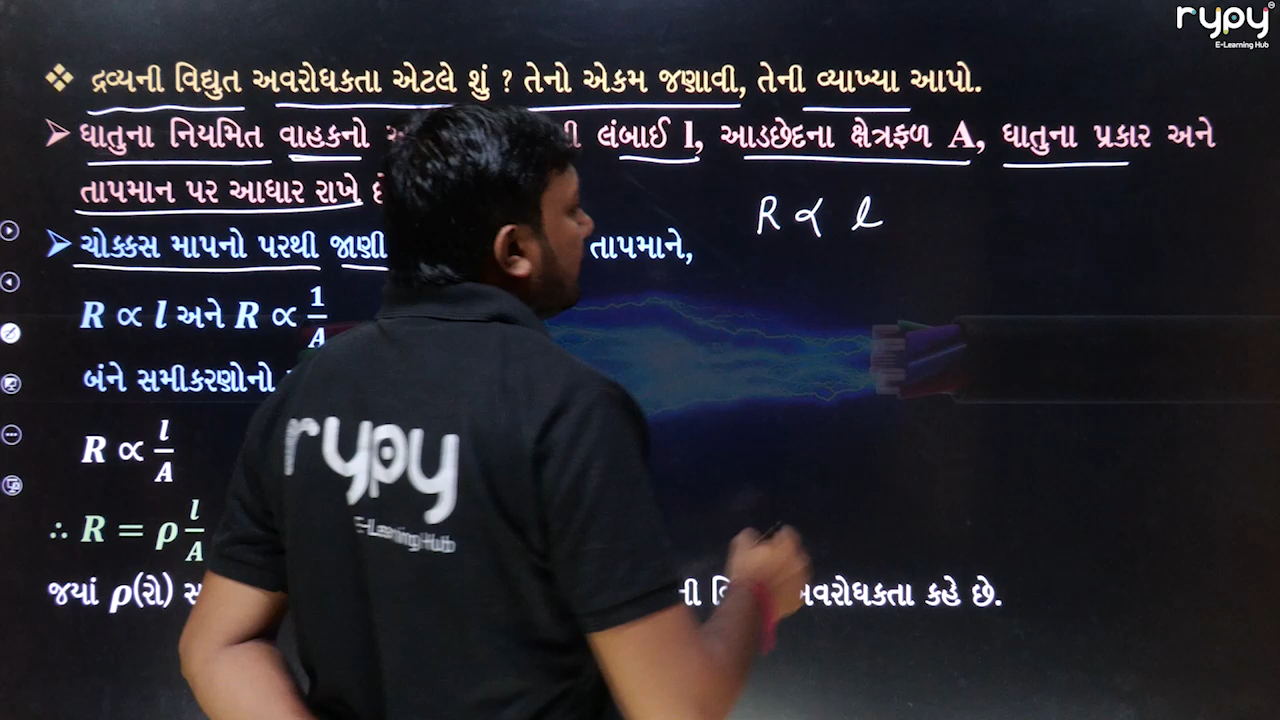 rypy
E-Learning Hub
❖ દ્રવ્યની વિદ્યુત અવરોધકતા એટલે શું ? તેનો એકમ જણાવી, તેની વ્યાખ્યા આપો.
➢ ધાતુના નિયમિત વાહકનો લંબાઈ l, આડછેદના ક્ષેત્રફળ A, ધાતુના પ્રકાર અને
તાપમાન પર આધાર રાખે
R ∝ l
➢ ચોક્કસ માપનો પરથી જાણી તાપમાને,
R ∝ l અને R ∝ 1/A
બંને સમીકરણોનો
R ∝ l/A
∴ R = ρ l/A
જયાં ρ(રો) અવરોધકતા કહે છે.
rypy
E-Learning Hub